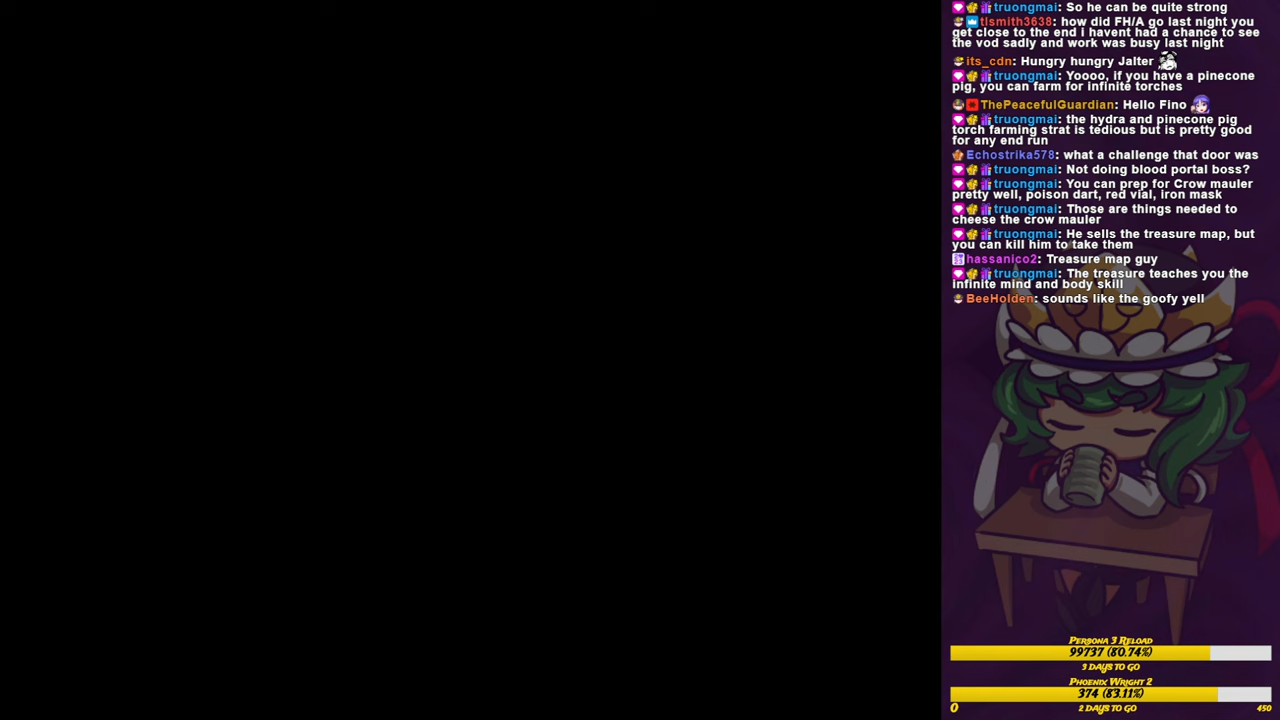 truongmai: So he can be quite strong
tlsmith3638: how did FH/A go last night you
get close to the end i havent had a chance to see
the vod sadly and work was busy last night
its_cdn: Hungry hungry Jalter
truongmai: Yoooo, if you have a pinecone
pig, you can farm for infinite torches
ThePeacefulGuardian: Hello Fino
truongmai: the hydra and pinecone pig
torch farming strat is tedious but is pretty good
for any end run
Echostrika578: what a challenge that door was
truongmai: Not doing blood portal boss?
truongmai: You can prep for Crow mauler
pretty well, poison dart, red vial, iron mask
truongmai: Those are things needed to
cheese the crow mauler
truongmai: He sells the treasure map, but
you can kill him to take them
hassanico2: Treasure map guy
truongmai: The treasure teaches you the
infinite mind and body skill
BeeHolden: sounds like the goofy yell
Persona 3 Reload
99737 (80.74%)
3 days to go
Phoenix Wright 2
374 (83.11%)
0 2 days to go 450